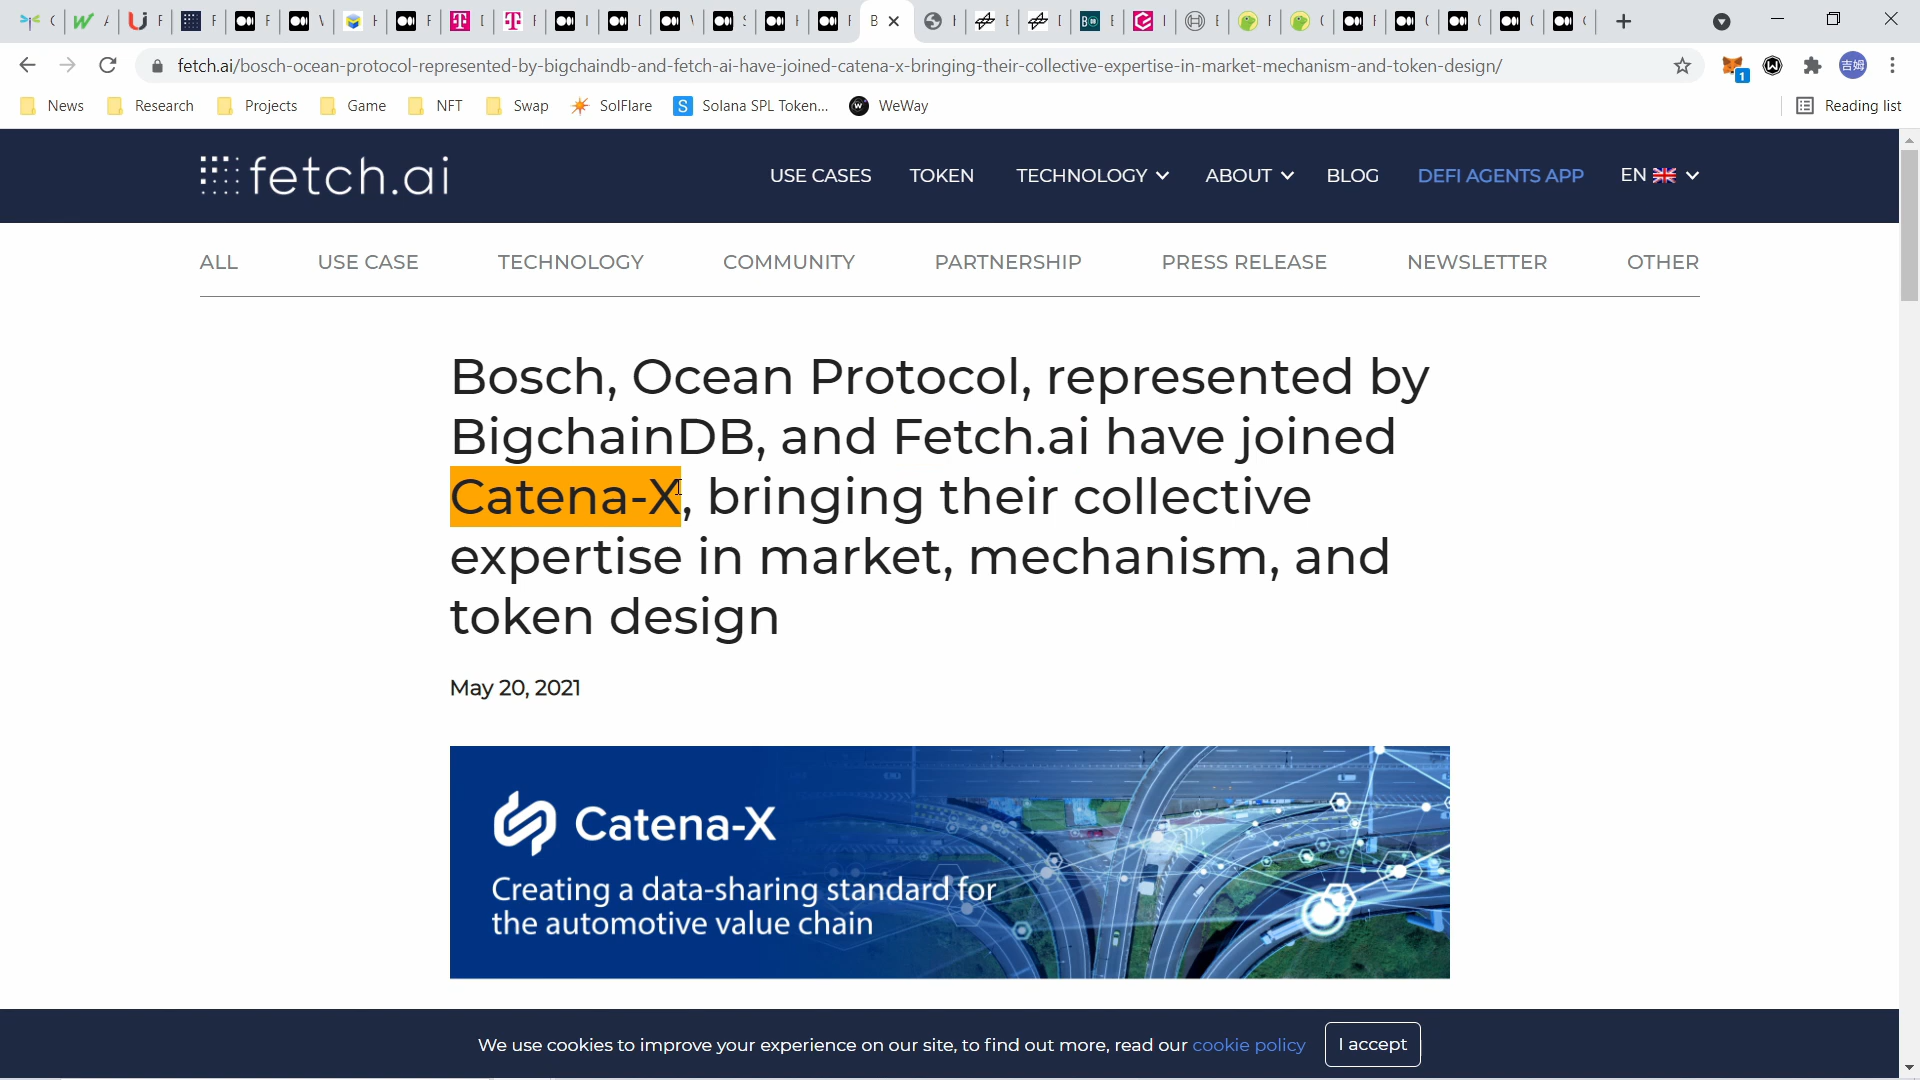 fetch.ai/bosch-ocean-protocol-represented-by-bigchaindb-and-fetch-ai-have-joined-catena-x-bringing-their-collective-expertise-in-market-mechanism-and-token-design/
1
吉姆
News Research Projects Game NFT Swap SolFlare Solana SPL Token... WeWay Reading list
fetch.ai USE CASES TOKEN TECHNOLOGY ABOUT BLOG DEFI AGENTS APP EN
ALL USE CASE TECHNOLOGY COMMUNITY PARTNERSHIP PRESS RELEASE NEWSLETTER OTHER
Bosch, Ocean Protocol, represented by
BigchainDB, and Fetch.ai have joined
Catena-X, bringing their collective
expertise in market, mechanism, and
token design
May 20, 2021
Catena-X
Creating a data-sharing standard for
the automotive value chain
We use cookies to improve your experience on our site, to find out more, read our cookie policy I accept